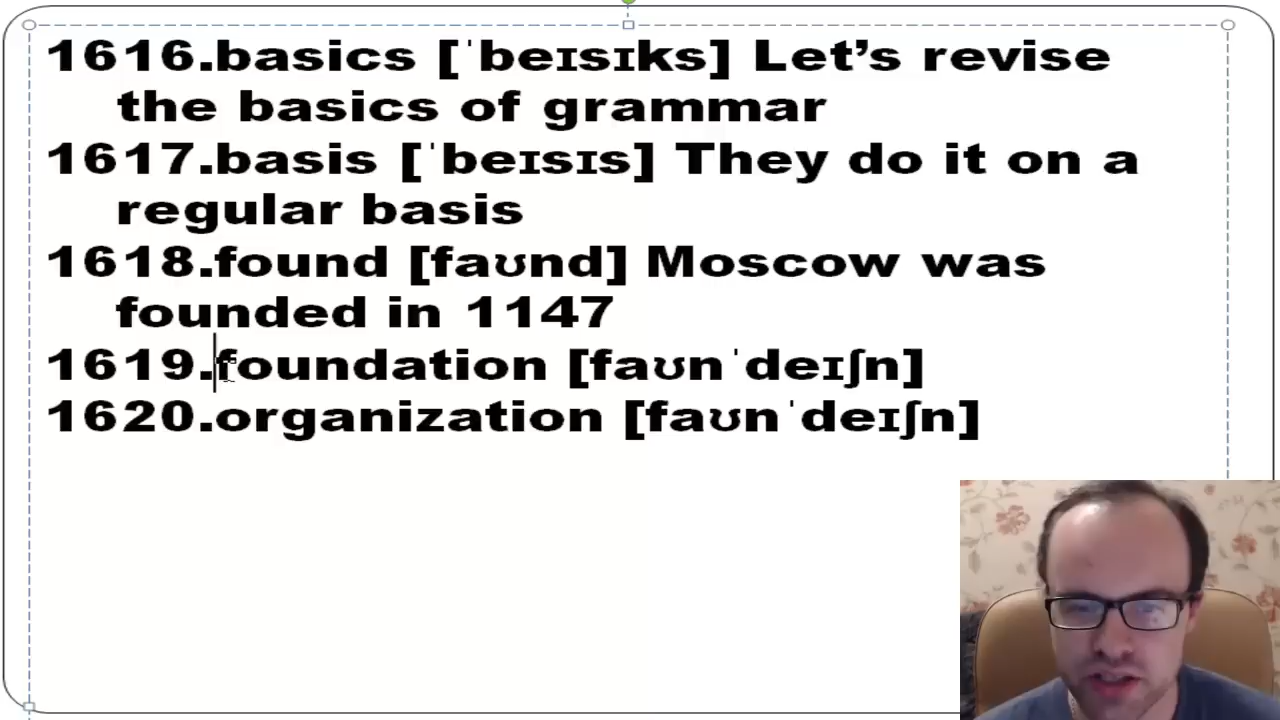 1616.basics [ˈbeɪsɪks] Let’s revise
the basics of grammar
1617.basis [ˈbeɪsɪs] They do it on a
regular basis
1618.found [faʊnd] Moscow was
founded in 1147
1619.foundation [faʊnˈdeɪʃn]
1620.organization [faʊnˈdeɪʃn]